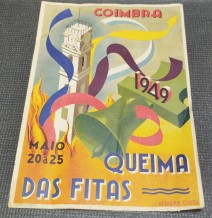 COIMBRA
1949
MAIO
20 a 25
QUEIMA
DAS FITAS